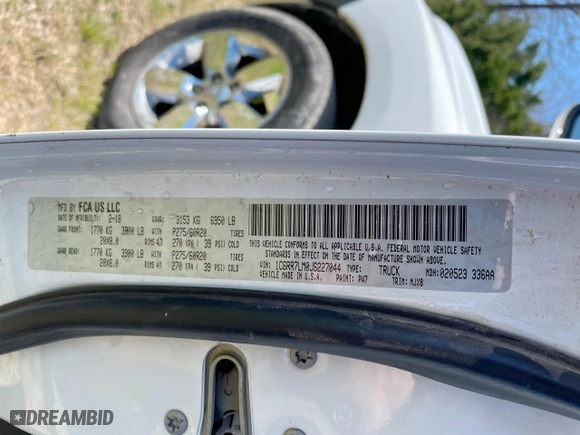 MFD BY FCA US LLC
DATE OF MFR(BUILT): 2-18 GVWR: 3153 KG 6950 LB
GAWR FRONT: 1770 KG 3900 LB WITH P275/60R20 TIRES
20X8.0 RIMS AT 270 KPA( 39 PSI) COLD
GAWR REAR: 1770 KG 3900 LB WITH P275/60R20 TIRES
20X8.0 RIMS AT 270 KPA( 39 PSI) COLD
THIS VEHICLE CONFORMS TO ALL APPLICABLE U.S.A. FEDERAL MOTOR VEHICLE SAFETY
STANDARDS IN EFFECT ON THE DATE OF MANUFACTURE SHOWN ABOVE.
VIN: 1C6RR7LM0JS227044 TYPE: TRUCK MDH: 020523 336AA
VEHICLE MADE IN U.S.A. PAINT: PW7 TRIM: MJX8
DREAMBID